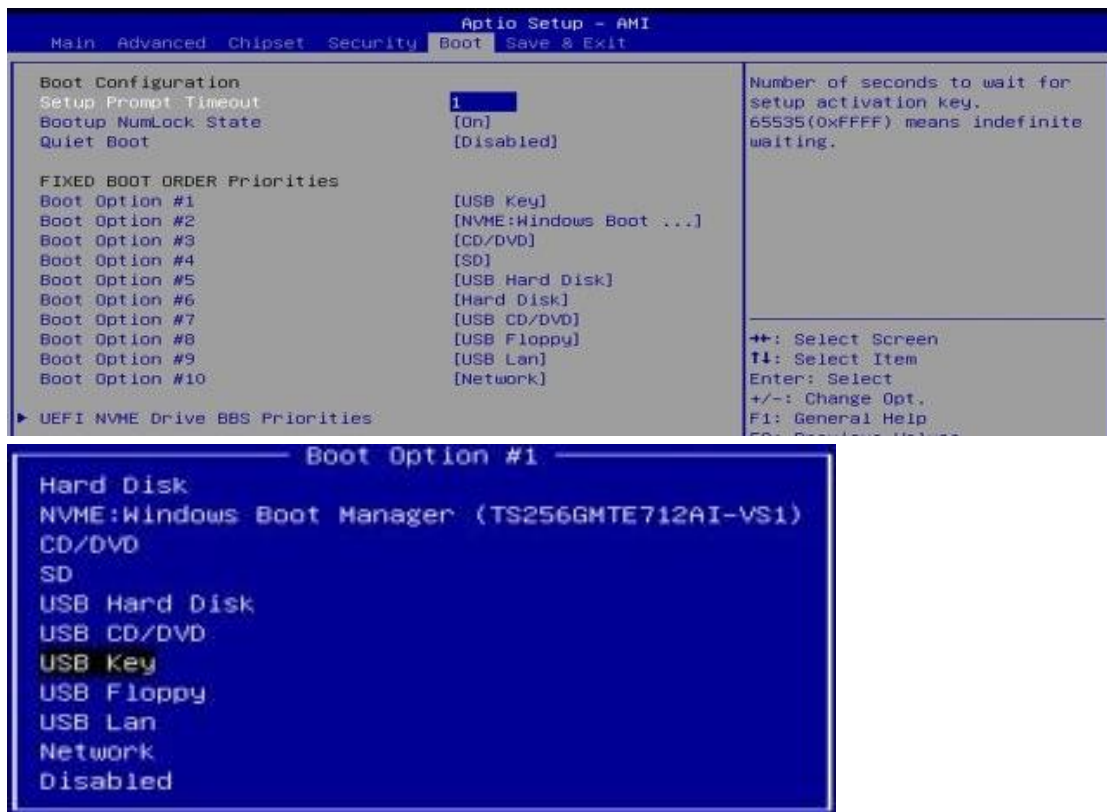 Aptio Setup - AMI
Main Advanced Chipset Security Boot Save & Exit
Boot Configuration
Setup Prompt Timeout 1
Bootup NumLock State [On]
Quiet Boot [Disabled]
FIXED BOOT ORDER Priorities
Boot Option #1 [USB Key]
Boot Option #2 [NVME:Windows Boot ...]
Boot Option #3 [CD/DVD]
Boot Option #4 [SD]
Boot Option #5 [USB Hard Disk]
Boot Option #6 [Hard Disk]
Boot Option #7 [USB CD/DVD]
Boot Option #8 [USB Floppy]
Boot Option #9 [USB Lan]
Boot Option #10 [Network]
UEFI NVME Drive BBS Priorities
Number of seconds to wait for
setup activation key.
65535(0xFFFF) means indefinite
waiting.
→←: Select Screen
↑↓: Select Item
Enter: Select
+/-: Change Opt.
F1: General Help
Boot Option #1
Hard Disk
NVME:Windows Boot Manager (TS256GMTE712AI-VS1)
CD/DVD
SD
USB Hard Disk
USB CD/DVD
USB Key
USB Floppy
USB Lan
Network
Disabled